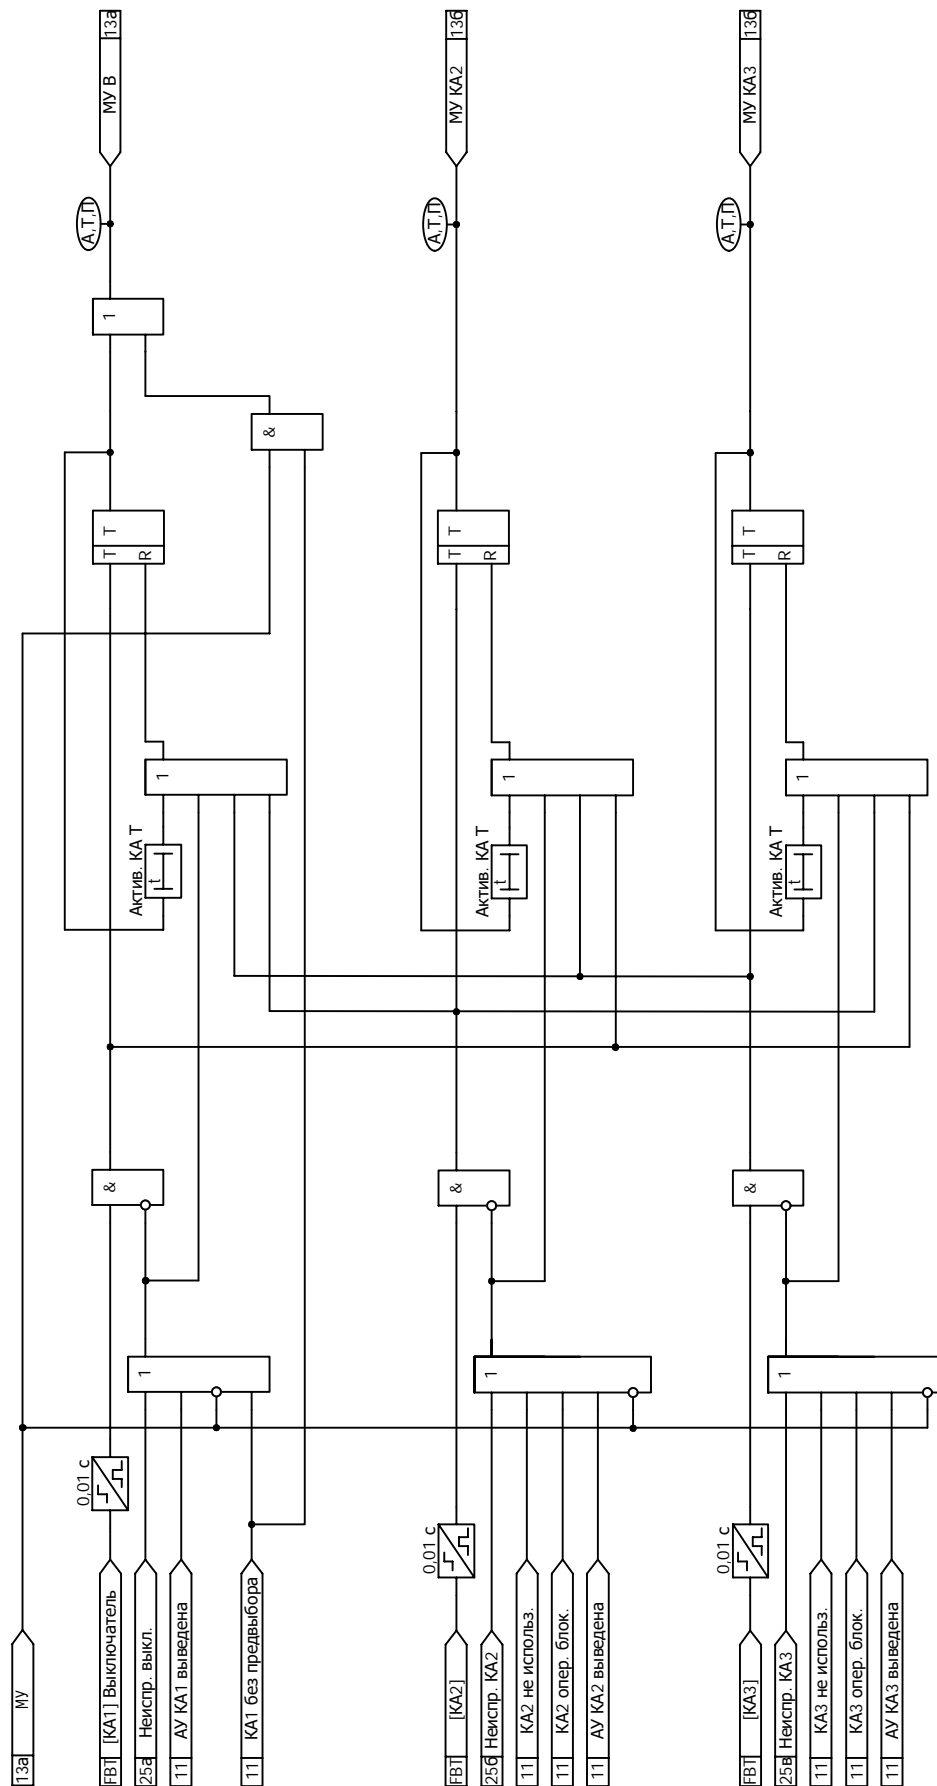 13а МУ
FBT [КА1] Выключатель
25а Неиспр. выкл.
11 АУ КА1 выведена
11 КА1 без предвыбора
0,01 с
1
&
Актив. КА Т
t
1
T T
R
&
1
А,Т,П
МУ В 13а
FBT [КА2]
25б Неиспр. КА2
11 КА2 не использ.
11 КА2 опер. блок.
11 АУ КА2 выведена
0,01 с
1
&
Актив. КА Т
t
1
T T
R
А,Т,П
МУ КА2 13б
FBT [КА3]
25в Неиспр. КА3
11 КА3 не использ.
11 КА3 опер. блок.
11 АУ КА3 выведена
0,01 с
1
&
Актив. КА Т
t
1
T T
R
А,Т,П
МУ КА3 13б